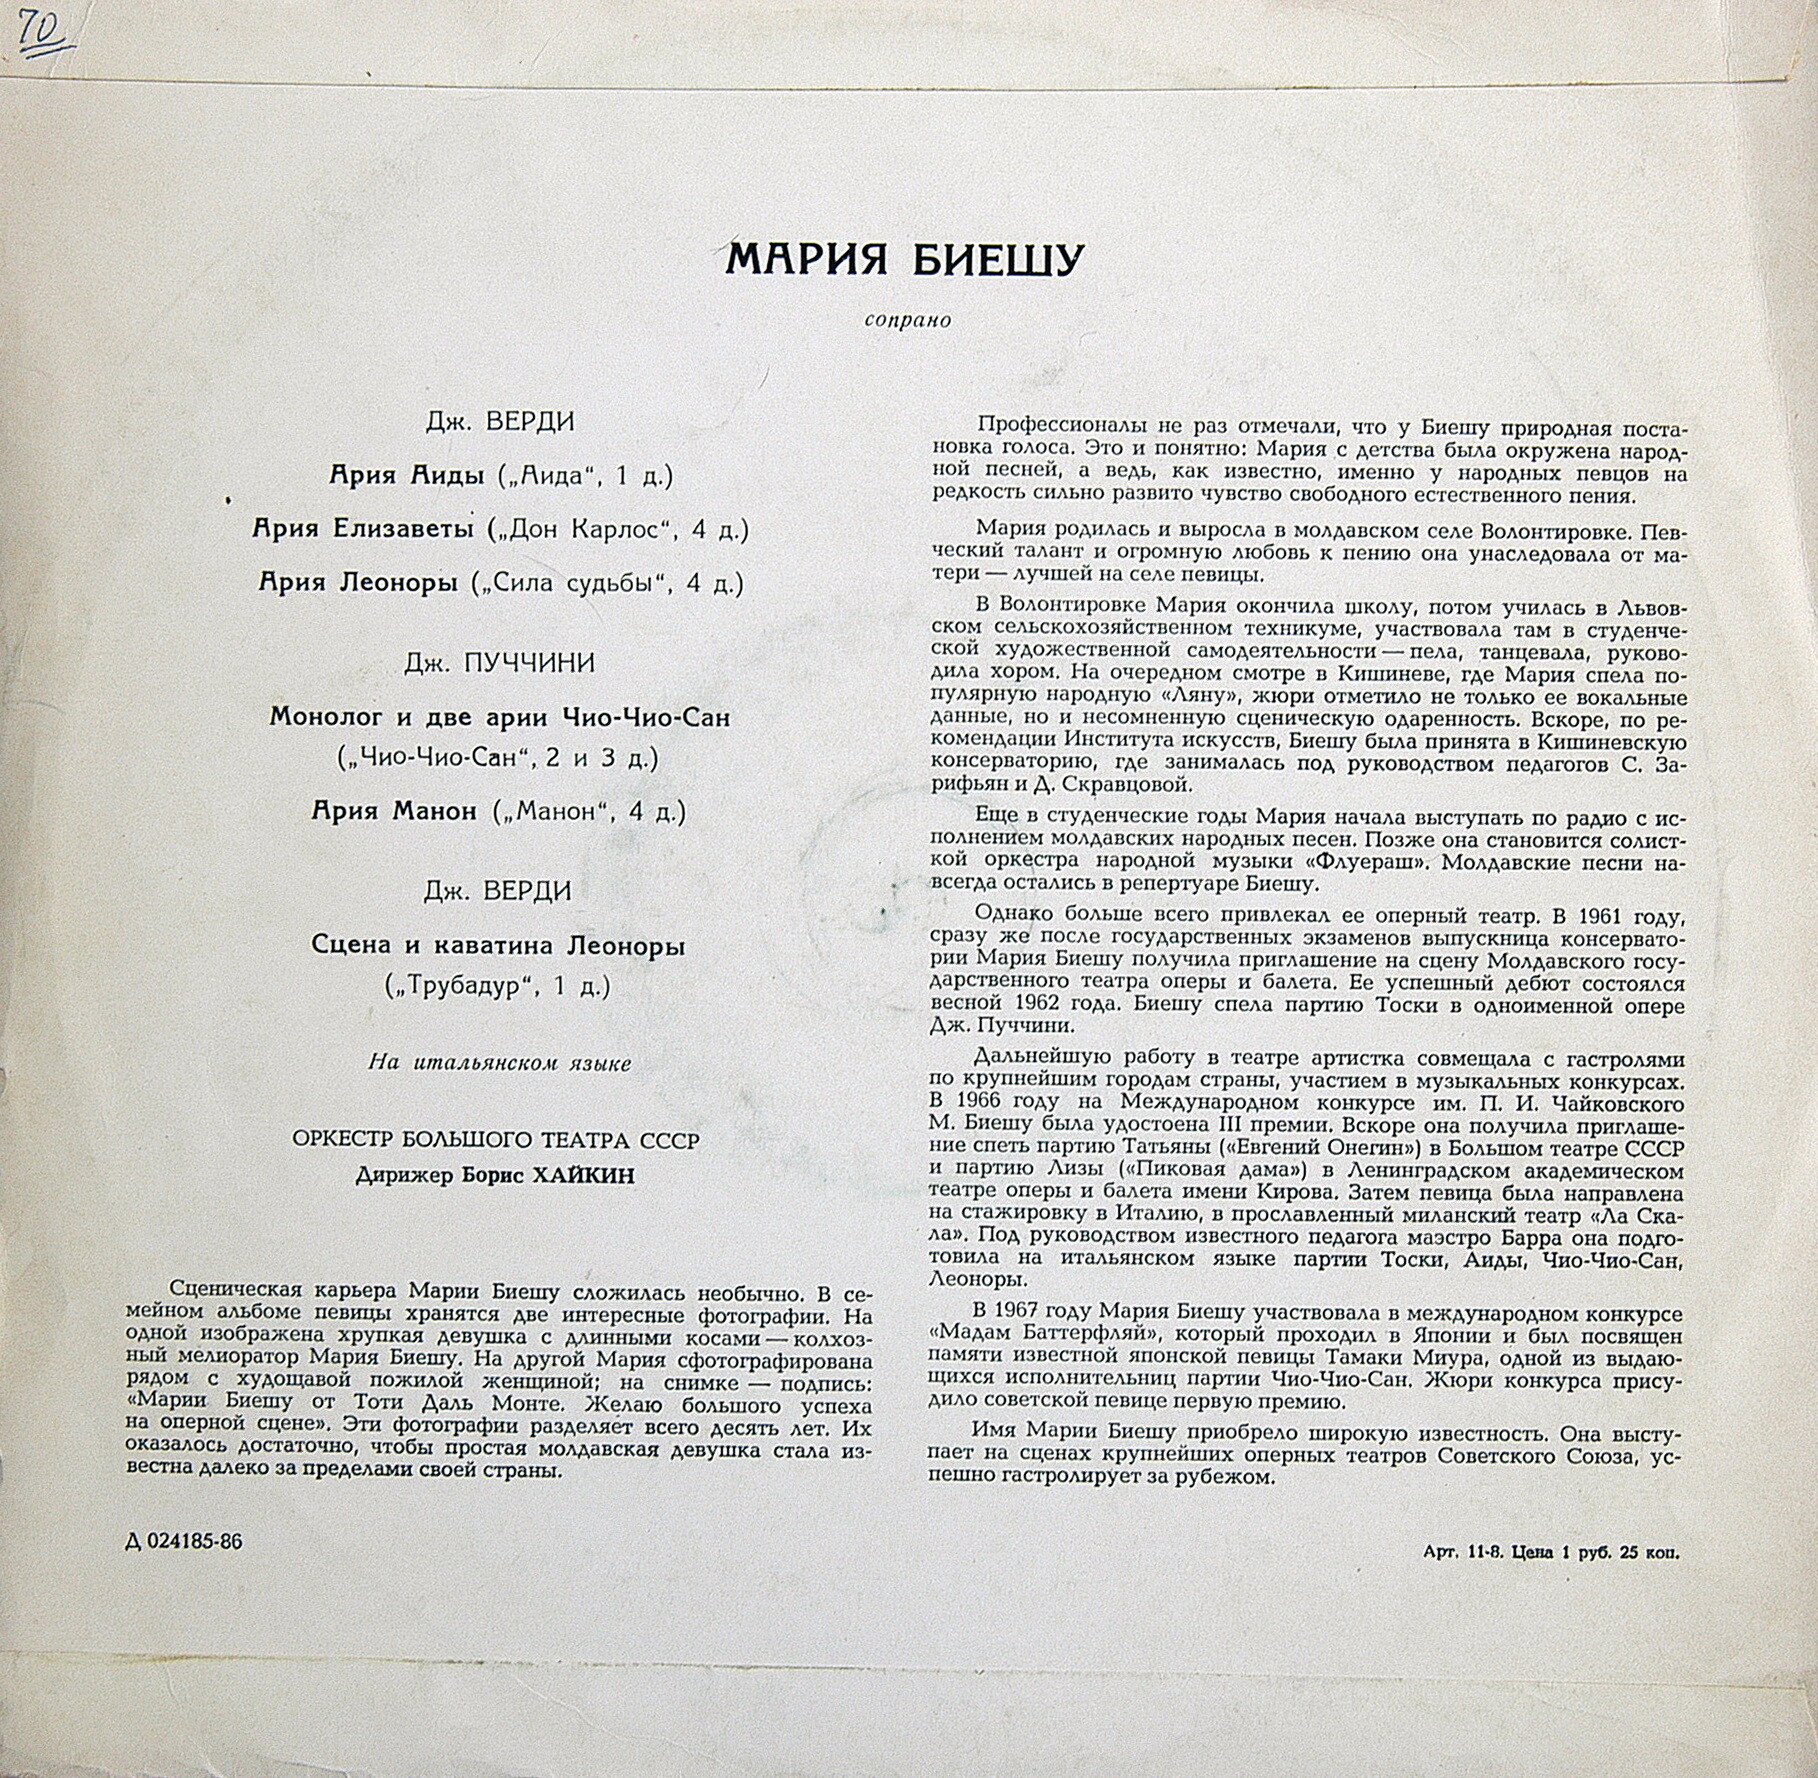 70
МАРИЯ БИЕШУ
сопрано
Дж. ВЕРДИ
Ария Аиды („Аида“, 1 д.)
Ария Елизаветы („Дон Карлос“, 4 д.)
Ария Леоноры („Сила судьбы“, 4 д.)
Дж. ПУЧЧИНИ
Монолог и две арии Чио-Чио-Сан
(„Чио-Чио-Сан“, 2 и 3 д.)
Ария Манон („Манон“, 4 д.)
Дж. ВЕРДИ
Сцена и каватина Леоноры
(„Трубадур“, 1 д.)
На итальянском языке
ОРКЕСТР БОЛЬШОГО ТЕАТРА СССР
Дирижер Борис ХАЙКИН
Сценическая карьера Марии Биешу сложилась необычно. В се-
мейном альбоме певицы хранятся две интересные фотографии. На
одной изображена хрупкая девушка с длинными косами — колхоз-
ный мелиоратор Мария Биешу. На другой Мария сфотографирована
рядом с худощавой пожилой женщиной; на снимке — подпись:
«Марии Биешу от Тоти Даль Монте. Желаю большого успеха
на оперной сцене». Эти фотографии разделяет всего десять лет. Их
оказалось достаточно, чтобы простая молдавская девушка стала из-
вестна далеко за пределами своей страны.
Профессионалы не раз отмечали, что у Биешу природная поста-
новка голоса. Это и понятно: Мария с детства была окружена народ-
ной песней, а ведь, как известно, именно у народных певцов на
редкость сильно развито чувство свободного естественного пения.
Мария родилась и выросла в молдавском селе Волонтировке. Пев-
ческий талант и огромную любовь к пению она унаследовала от ма-
тери — лучшей на селе певицы.
В Волонтировке Мария окончила школу, потом училась в Львов-
ском сельскохозяйственном техникуме, участвовала там в студенче-
ской художественной самодеятельности — пела, танцевала, руково-
дила хором. На очередном смотре в Кишиневе, где Мария спела по-
пулярную народную «Ляну», жюри отметило не только ее вокальные
данные, но и несомненную сценическую одаренность. Вскоре, по ре-
комендации Института искусств, Биешу была принята в Кишиневскую
консерваторию, где занималась под руководством педагогов С. За-
рифьян и Д. Скравцовой.
Еще в студенческие годы Мария начала выступать по радио с ис-
полнением молдавских народных песен. Позже она становится солист-
кой оркестра народной музыки «Флуераш». Молдавские песни на-
всегда остались в репертуаре Биешу.
Однако больше всего привлекал ее оперный театр. В 1961 году,
сразу же после государственных экзаменов выпускница консервато-
рии Мария Биешу получила приглашение на сцену Молдавского госу-
дарственного театра оперы и балета. Ее успешный дебют состоялся
весной 1962 года. Биешу спела партию Тоски в одноименной опере
Дж. Пуччини.
Дальнейшую работу в театре артистка совмещала с гастролями
по крупнейшим городам страны, участием в музыкальных конкурсах.
В 1966 году на Международном конкурсе им. П. И. Чайковского
М. Биешу была удостоена III премии. Вскоре она получила приглаше-
ние спеть партию Татьяны («Евгений Онегин») в Большом театре СССР
и партию Лизы («Пиковая дама») в Ленинградском академическом
театре оперы и балета имени Кирова. Затем певица была направлена
на стажировку в Италию, в прославленный миланский театр «Ла Ска-
ла». Под руководством известного педагога маэстро Барра она подго-
товила на итальянском языке партии Тоски, Аиды, Чио-Чио-Сан,
Леоноры.
В 1967 году Мария Биешу участвовала в международном конкурсе
«Мадам Баттерфляй», который проходил в Японии и был посвящен
памяти известной японской певицы Тамаки Миура, одной из выдаю-
щихся исполнительниц партии Чио-Чио-Сан. Жюри конкурса прису-
дило советской певице первую премию.
Имя Марии Биешу приобрело широкую известность. Она высту-
пает на сценах крупнейших оперных театров Советского Союза, ус-
пешно гастролирует за рубежом.
Д 024185-86
Арт. 11-8. Цена 1 руб. 25 коп.